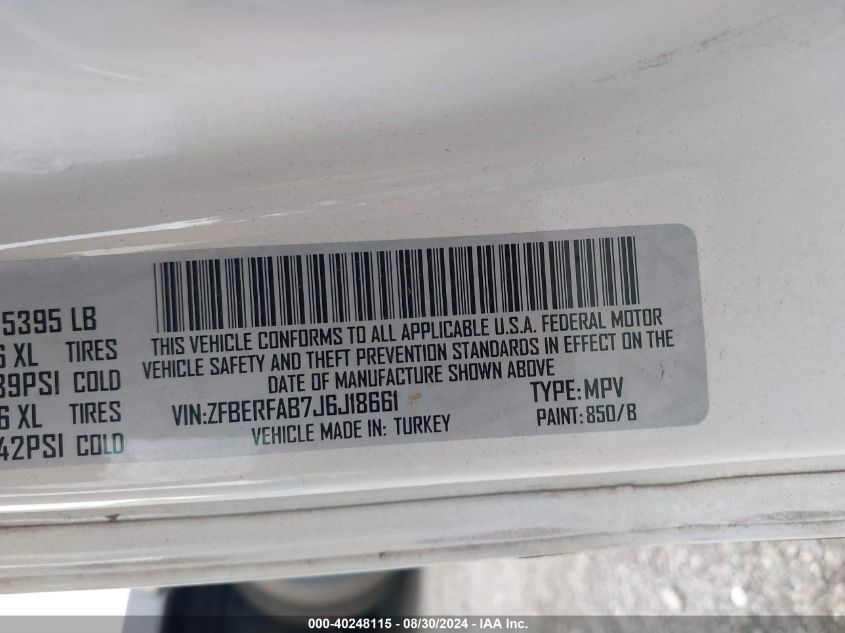 5395 LB
6 XL TIRES
39PSI COLD
6 XL TIRES
42PSI COLD
THIS VEHICLE CONFORMS TO ALL APPLICABLE U.S.A. FEDERAL MOTOR
VEHICLE SAFETY AND THEFT PREVENTION STANDARDS IN EFFECT ON THE
DATE OF MANUFACTURE SHOWN ABOVE
VIN:ZFBERFAB7J6J18661
TYPE:MPV
VEHICLE MADE IN: TURKEY
PAINT:850/B
000-40248115 - 08/30/2024 - IAA Inc.